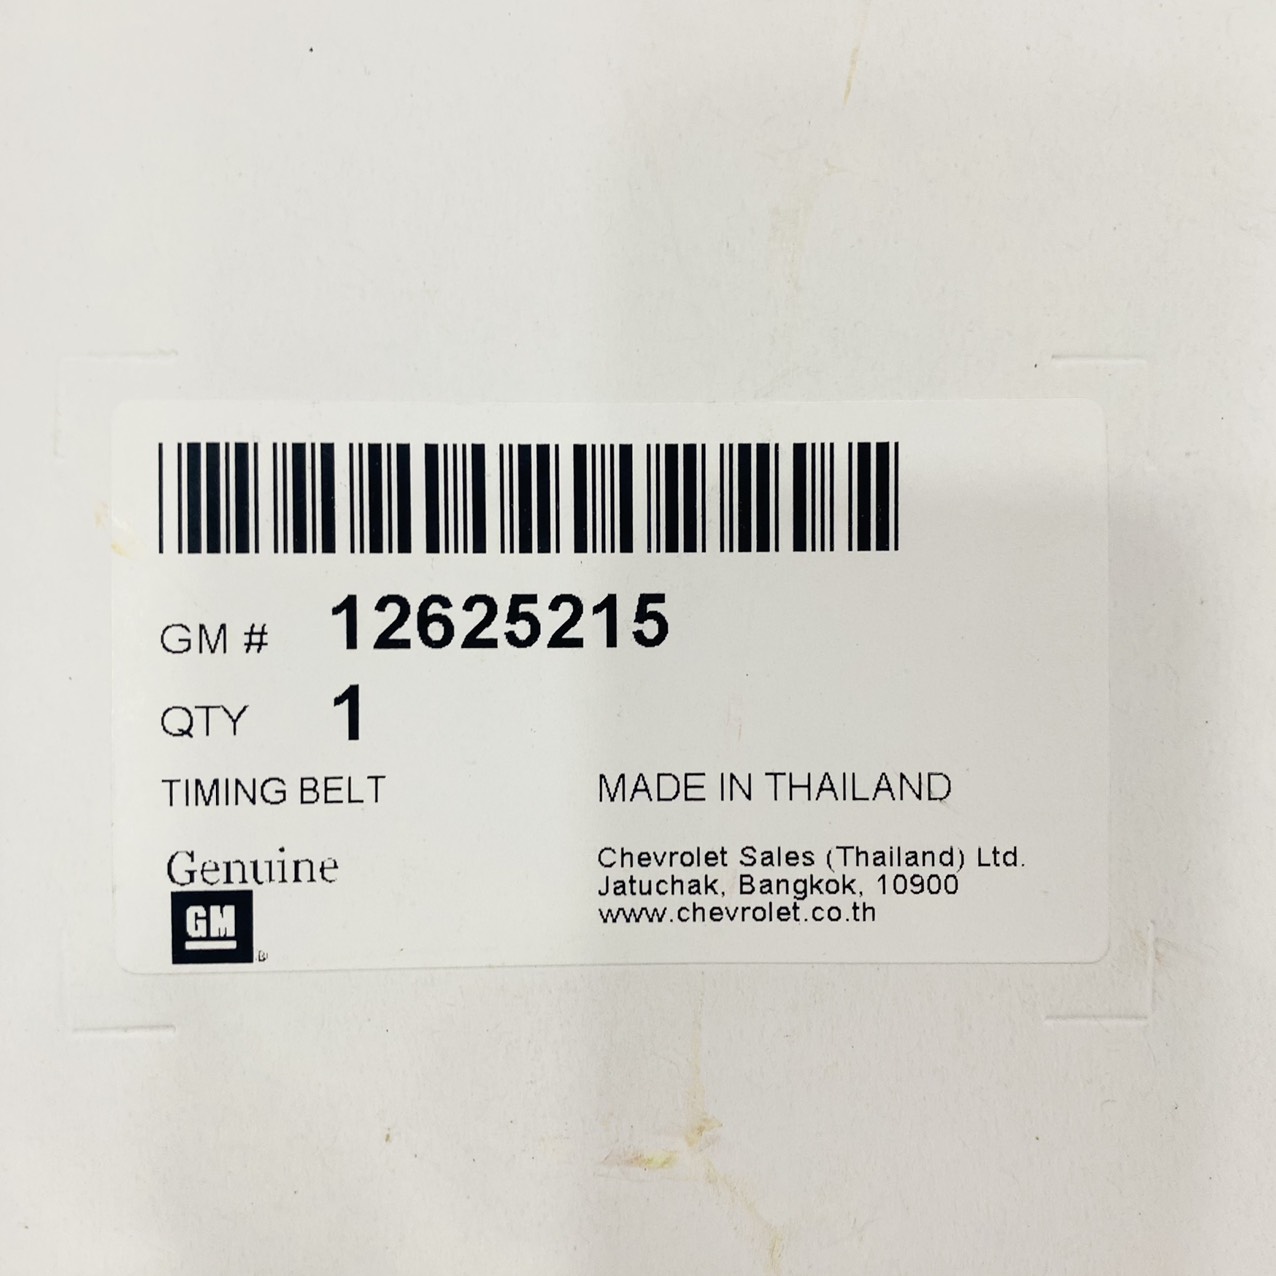 GM # 12625215
QTY 1
TIMING BELT
MADE IN THAILAND
Genuine
GM
®
Chevrolet Sales (Thailand) Ltd.
Jatuchak, Bangkok, 10900
www.chevrolet.co.th